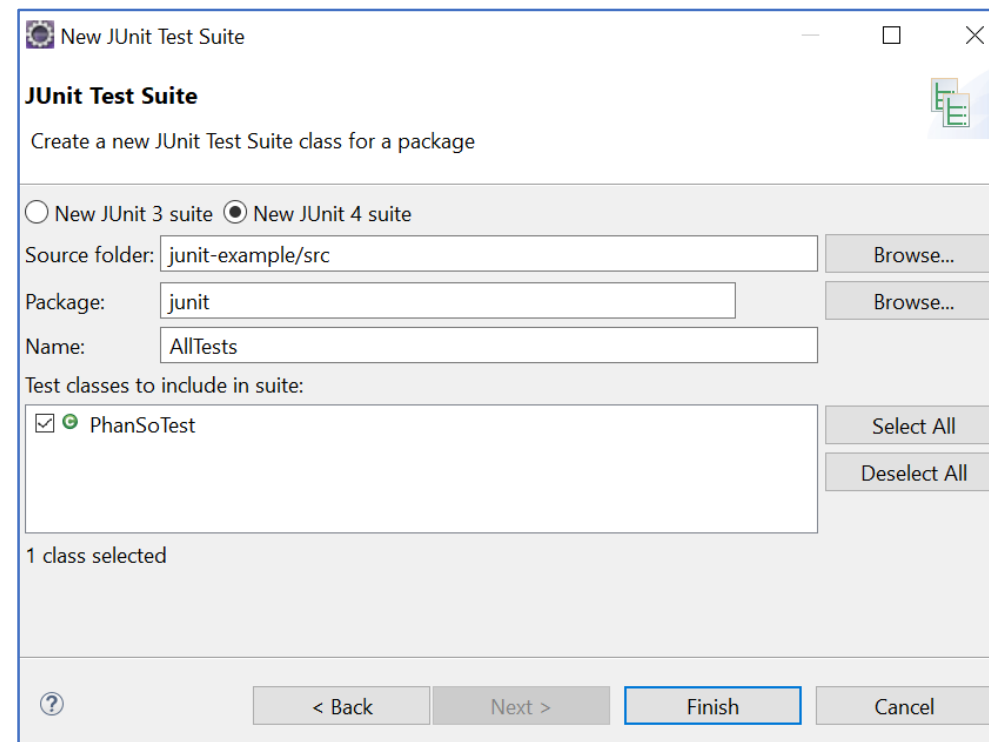 New JUnit Test Suite
JUnit Test Suite
Create a new JUnit Test Suite class for a package
New JUnit 3 suite New JUnit 4 suite
Source folder: junit-example/src Browse...
Package: junit Browse...
Name: AllTests
Test classes to include in suite:
PhanSoTest Select All
Deselect All
1 class selected
< Back Next > Finish Cancel